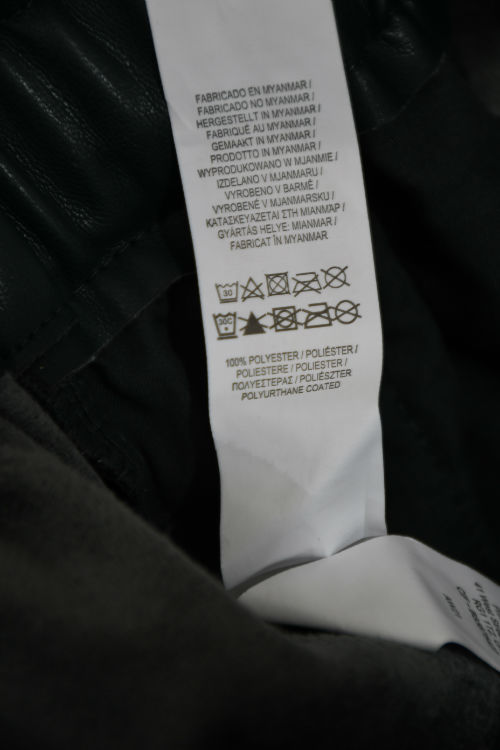 FABRICADO EN MYANMAR /
FABRICADO NO MYANMAR /
HERGESTELLT IN MYANMAR /
FABRIQUÉ AU MYANMAR /
GEMAAKT IN MYANMAR /
PRODOTTO IN MYANMAR /
WYPRODUKOWANO W MJANMIE /
IZDELANO V MJANMARU /
VYROBENO V BARMĚ /
VYROBENÉ V MJANMARSKU /
ΚΑΤΑΣΚΕΥΑΖΕΤΑΙ ΣΤΗ ΜΙΑΝΜΑΡ /
GYÁRTÁS HELYE: MIANMAR /
FABRICAT ÎN MYANMAR
30
30C
100% POLYESTER / POLIÉSTER /
POLIESTERE / POLIESTER /
ΠΟΛΥΕΣΤΕΡΑΣ / POLIÉSZTER
POLYURTHANE COATED